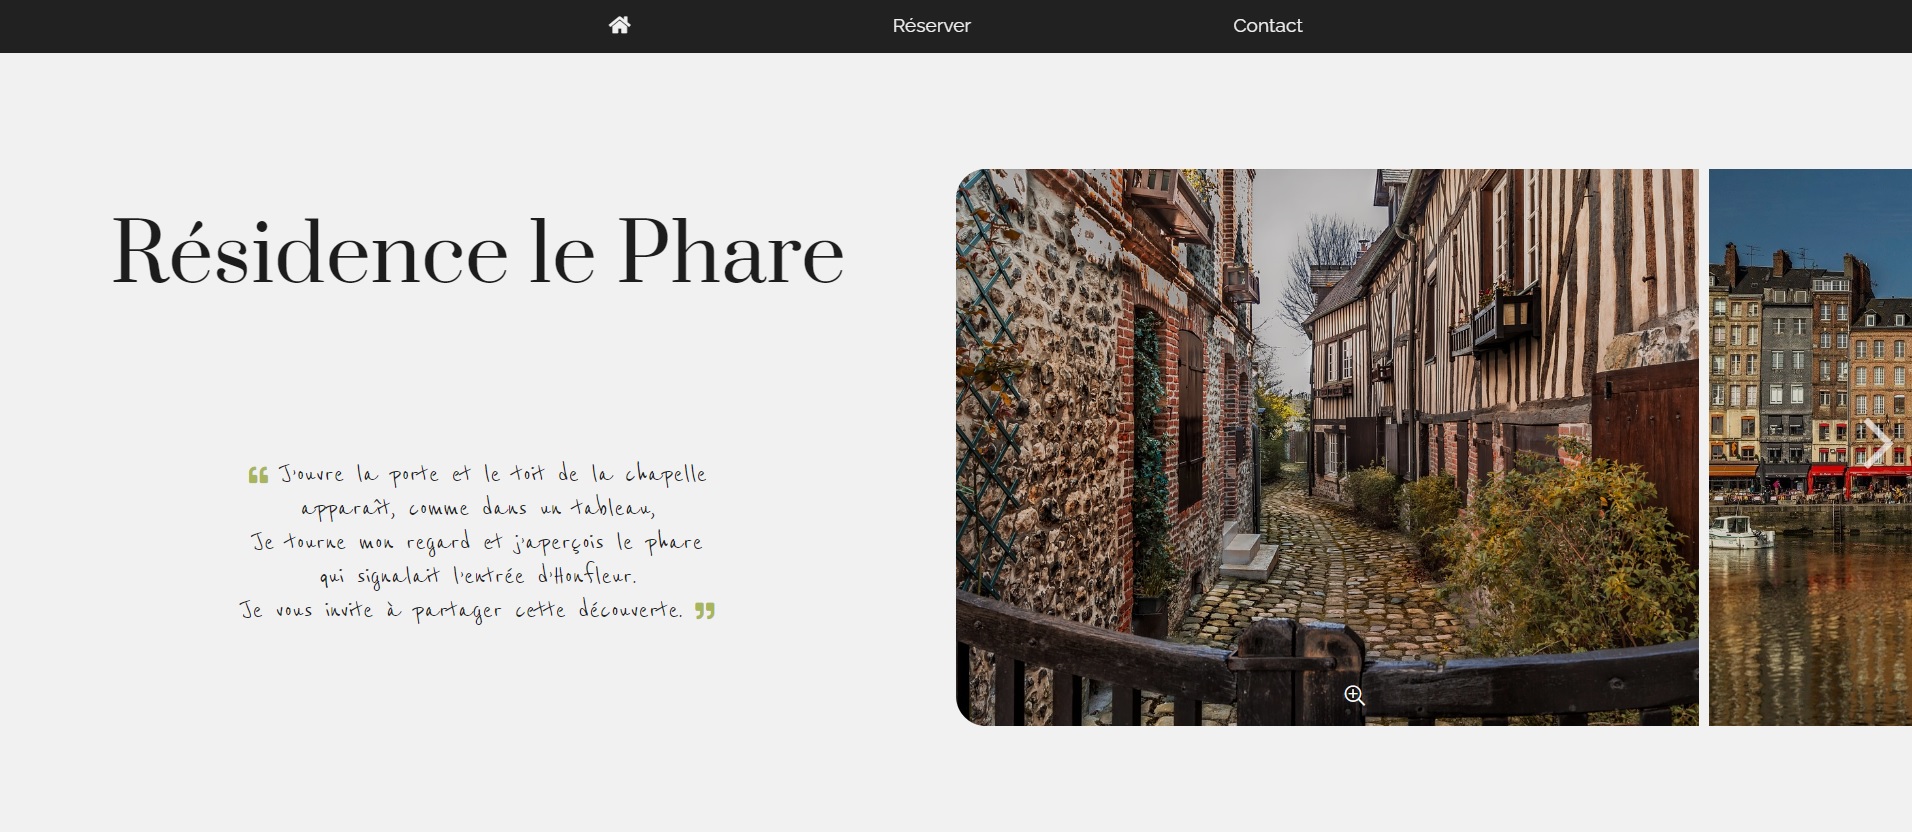 Réserver
Contact
Résidence le Phare
J'ouvre la porte et le toit de la chapelle
apparaît, comme dans un tableau,
Je tourne mon regard et j'aperçois le phare
qui signalait l'entrée d'Honfleur.
Je vous invite à partager cette découverte.